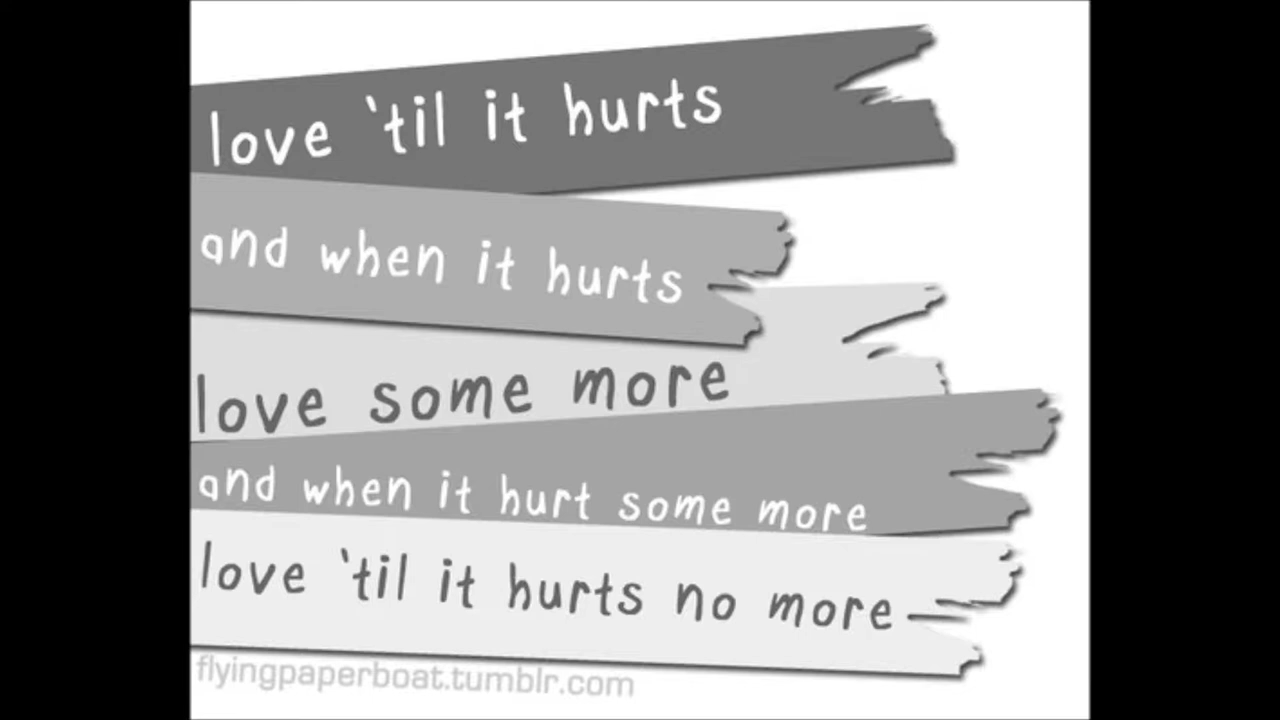 love 'til it hurts
and when it hurts
love some more
and when it hurt some more
love 'til it hurts no more
flyingpaperboat.tumblr.com